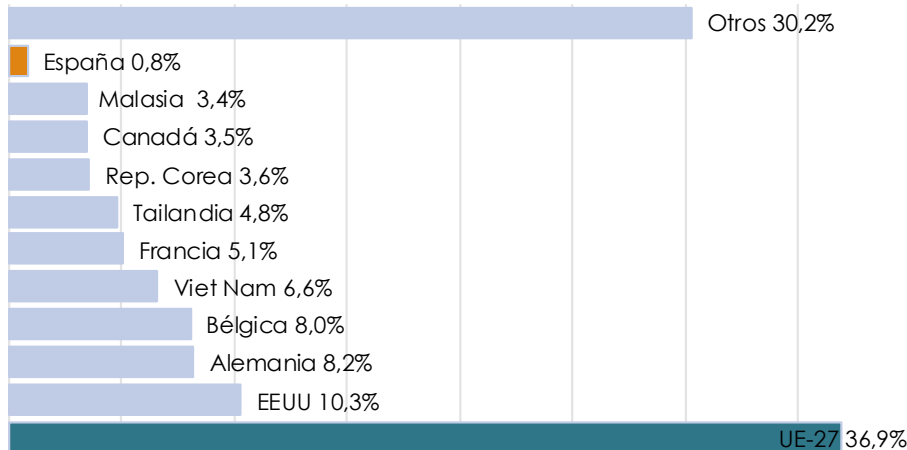 Otros 30,2%
España 0,8%
Malasia 3,4%
Canadá 3,5%
Rep. Corea 3,6%
Tailandia 4,8%
Francia 5,1%
Viet Nam 6,6%
Bélgica 8,0%
Alemania 8,2%
EEUU 10,3%
UE-27 36,9%